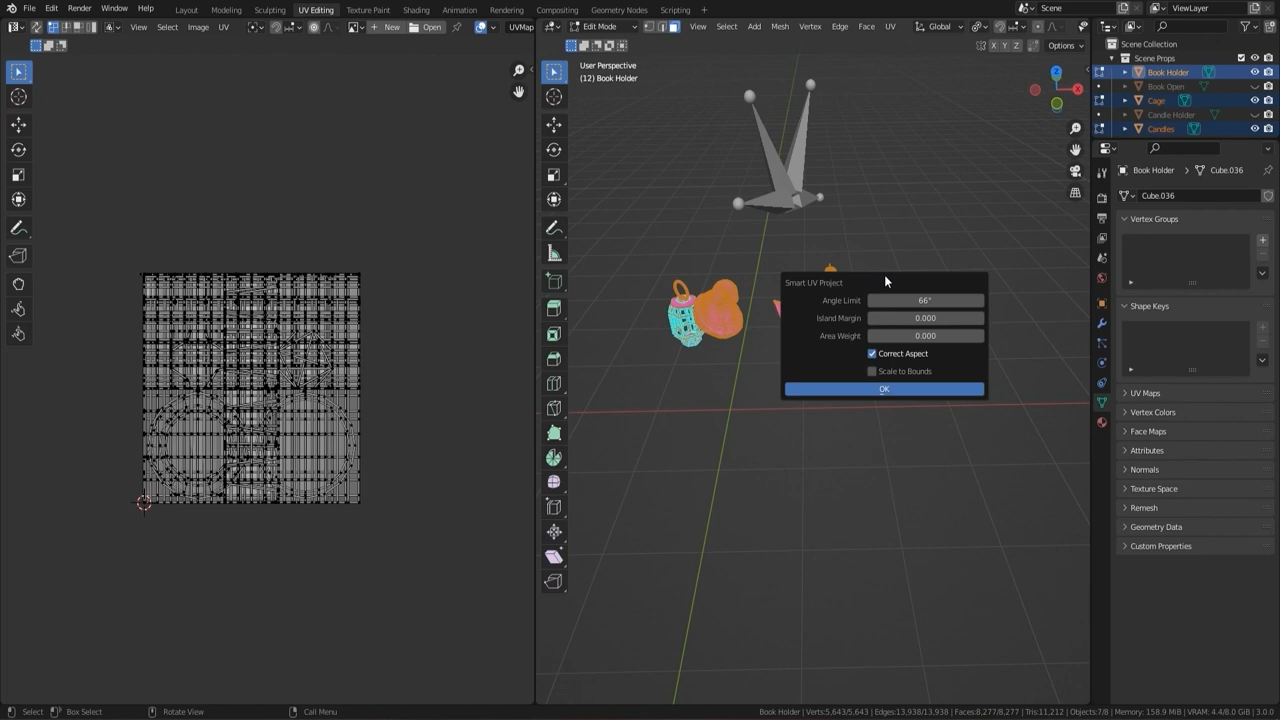 File Edit Render Window Help Layout Modeling Sculpting UV Editing Texture Paint Shading Animation Rendering Compositing Geometry Nodes Scripting + Scene ViewLayer
View Select Image UV New Open UVMap Edit Mode View Select Add Mesh Vertex Edge Face UV Global
X Y Z Options
Scene Collection
Scene Props
Book Holder
Book Open
Cage
Candle Holder
Candles
User Perspective
(12) Book Holder
Z
X
Book Holder > Cube.036
Cube.036
Vertex Groups
Shape Keys
UV Maps
Vertex Colors
Face Maps
Attributes
Normals
Texture Space
Remesh
Geometry Data
Custom Properties
Smart UV Project
Angle Limit 66°
Island Margin 0.000
Area Weight 0.000
Correct Aspect
Scale to Bounds
OK
Select Box Select Rotate View Call Menu Book Holder | Verts:5,643/5,643 | Edges:13,938/13,938 | Faces:8,277/8,277 | Tris:11,212 | Objects:7/8 | Memory: 158.9 MiB | VRAM: 4.4/8.0 GiB | 3.0.0